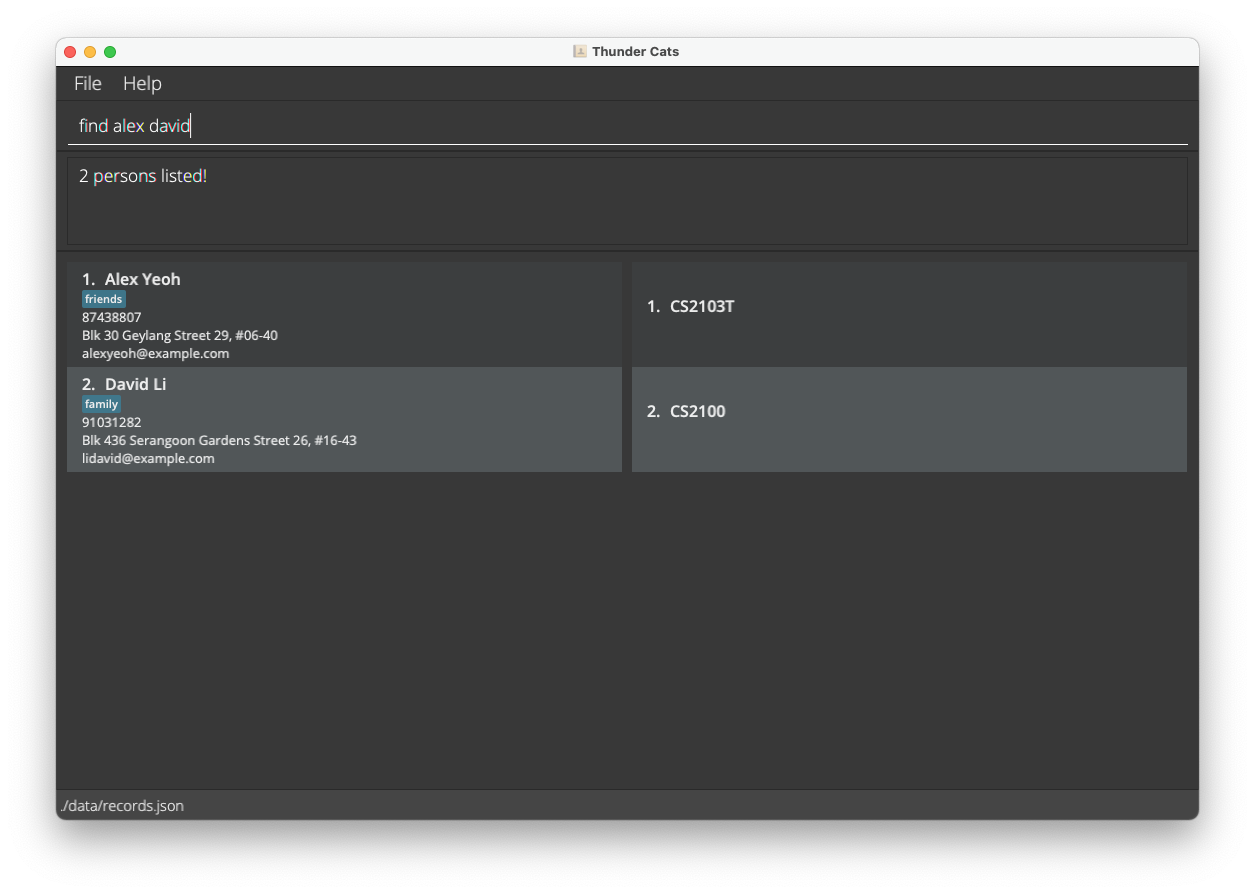 Thunder Cats
File Help
find alex david
2 persons listed!
1. Alex Yeoh
friends
87438807
Blk 30 Geylang Street 29, #06-40
alexyeoh@example.com
2. David Li
family
91031282
Blk 436 Serangoon Gardens Street 26, #16-43
lidavid@example.com
1. CS2103T
2. CS2100
./data/records.json